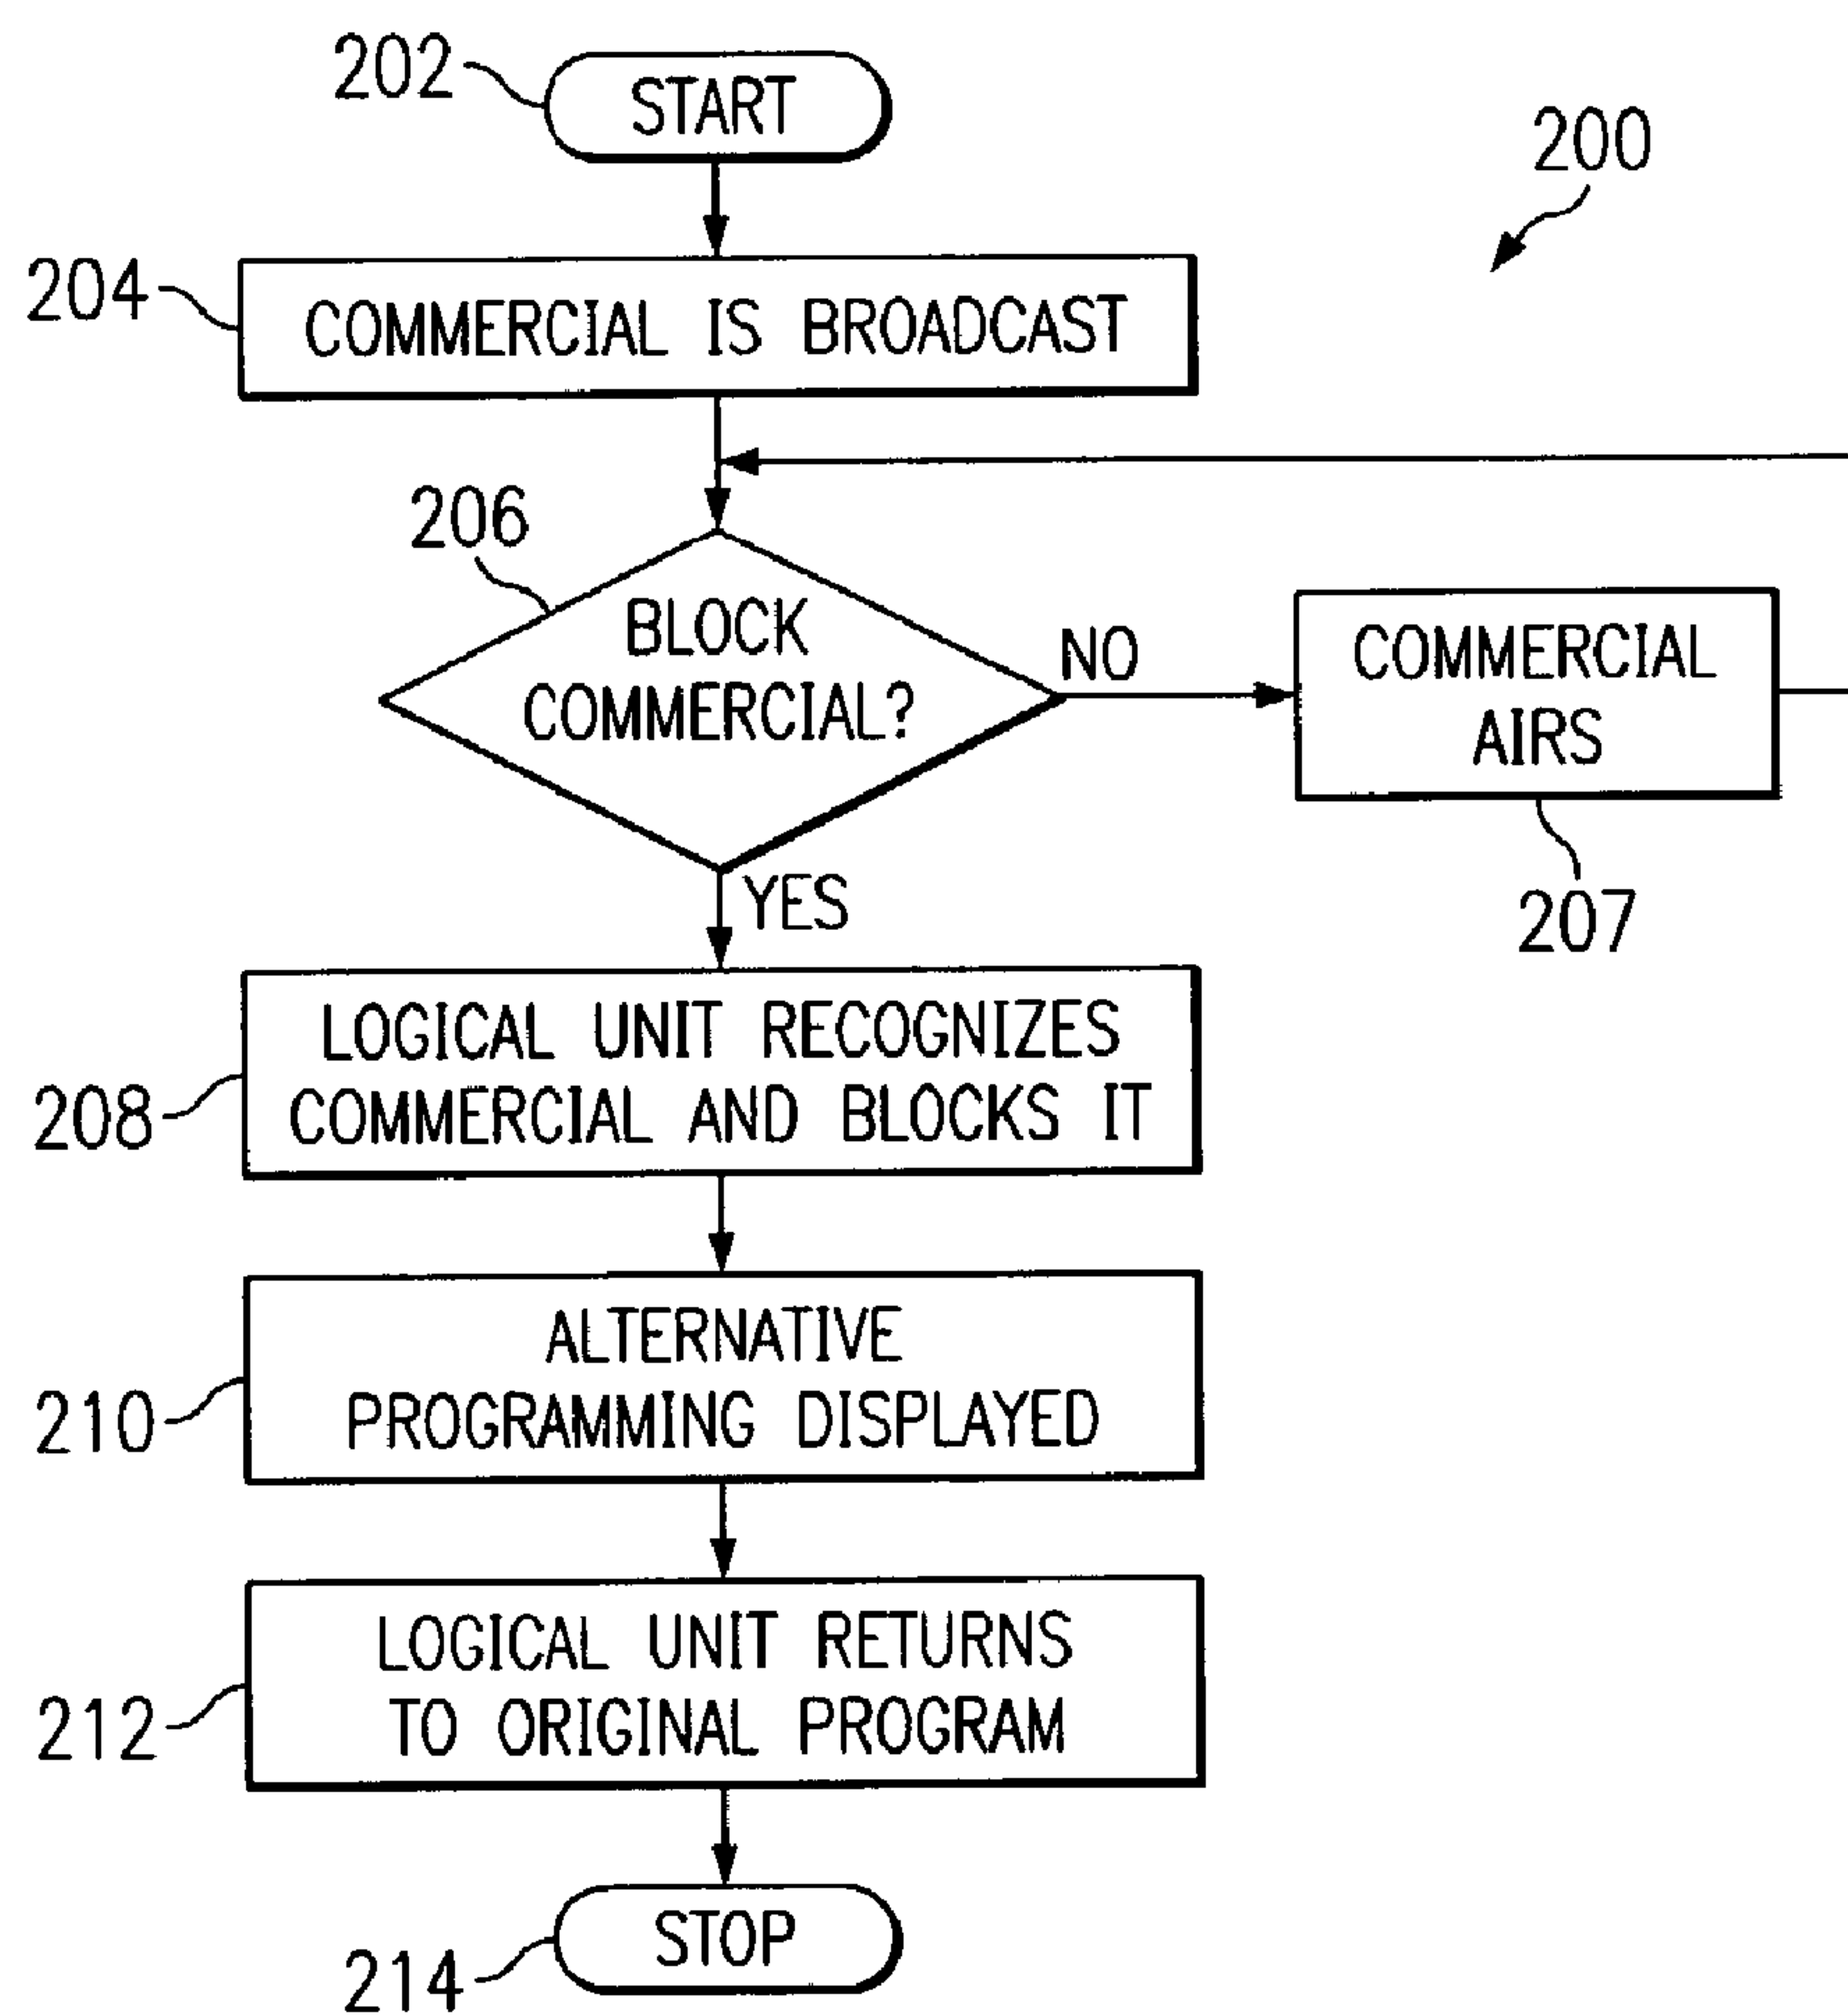 202
START
200
204
COMMERCIAL IS BROADCAST
206
BLOCK
COMMERCIAL?
NO
COMMERCIAL
AIRS
207
YES
LOGICAL UNIT RECOGNIZES
COMMERCIAL AND BLOCKS IT
208
ALTERNATIVE
PROGRAMMING DISPLAYED
210
LOGICAL UNIT RETURNS
TO ORIGINAL PROGRAM
212
STOP
214